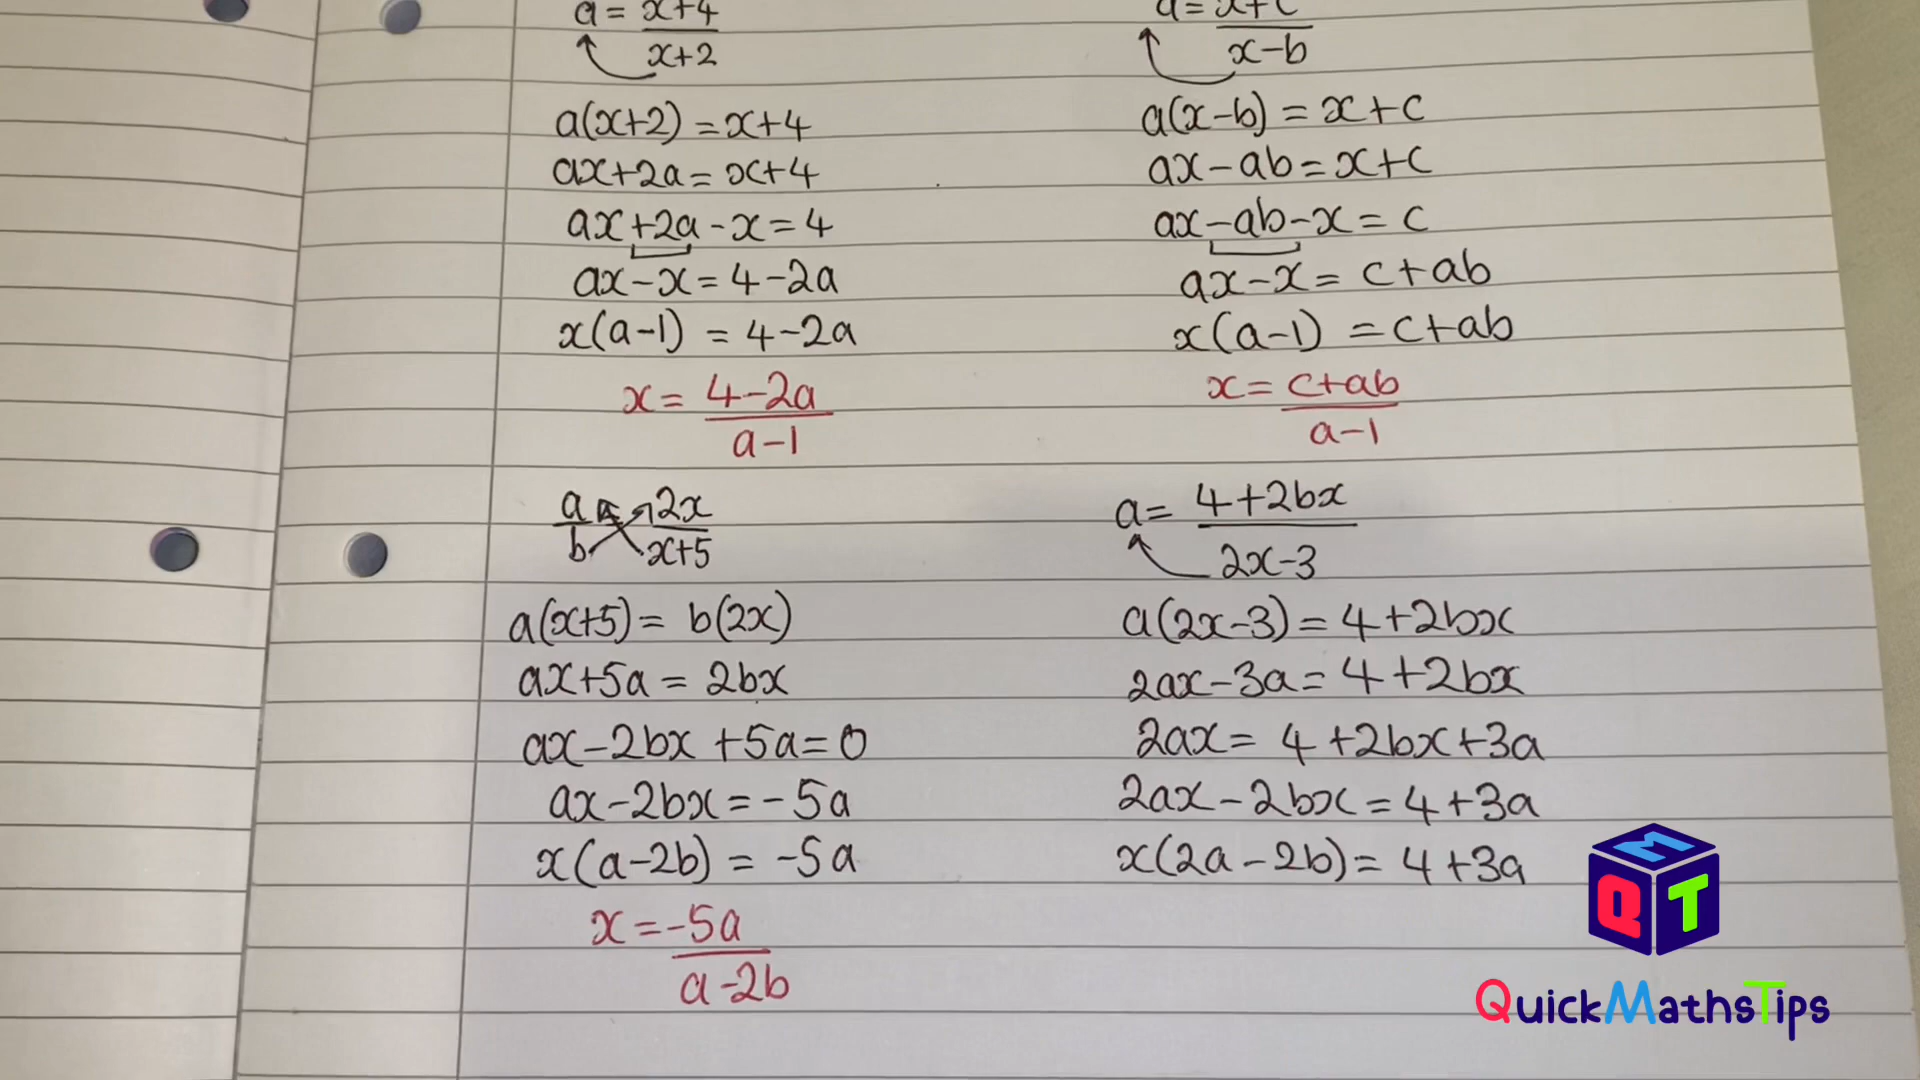 a = x+4
x+2
a(x+2) = x+4
ax+2a = x+4
ax+2a - x = 4
ax-x = 4-2a
x(a-1) = 4-2a
x = 4-2a
a-1
a = x+c
x-b
a(x-b) = x+c
ax-ab = x+c
ax-ab-x = c
ax-x = c+ab
x(a-1) = c+ab
x = c+ab
a-1
a = 2x
b x+5
a(x+5) = b(2x)
ax+5a = 2bx
ax-2bx +5a = 0
ax-2bx = -5a
x(a-2b) = -5a
x = -5a
a-2b
a = 4+2bx
2x-3
a(2x-3) = 4+2bx
2ax-3a = 4+2bx
2ax = 4+2bx+3a
2ax-2bx = 4+3a
x(2a-2b) = 4+3a
M
Q T
QuickMathsTips